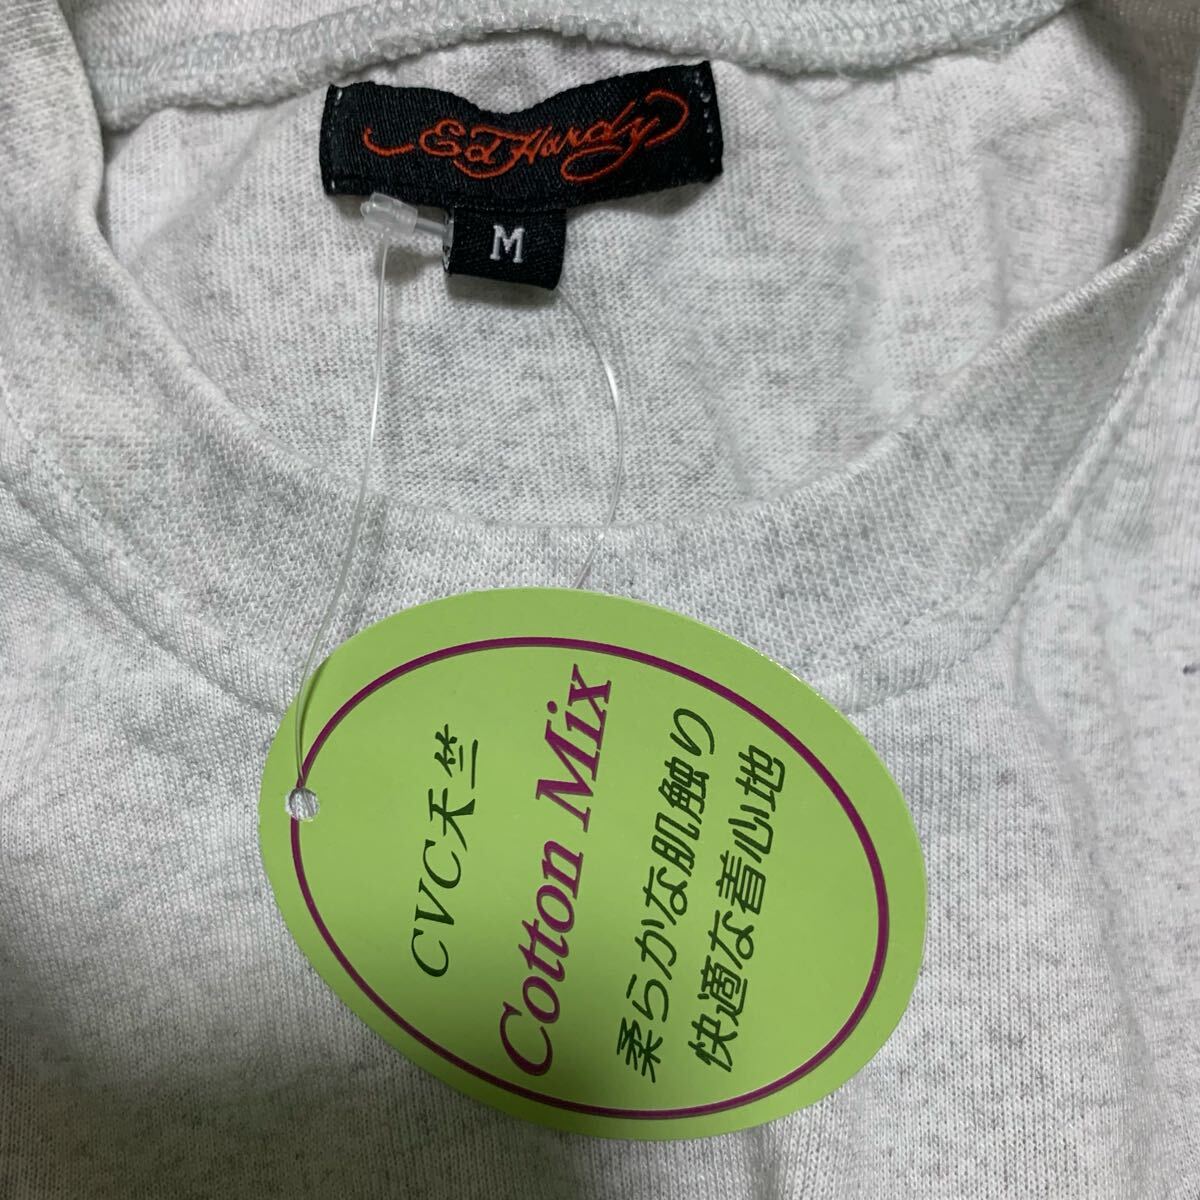 Ed Hardy
M
CVC天竺
Cotton Mix
柔らかな肌触り
快適な着心地